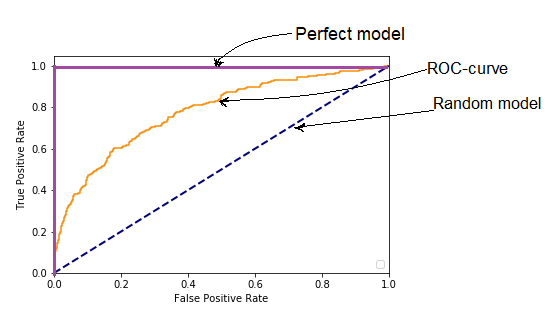 Perfect model
ROC-curve
Random model
1.0
0.8
0.6
0.4
0.2
0.0
True Positive Rate
0.0 0.2 0.4 0.6 0.8 1.0
False Positive Rate